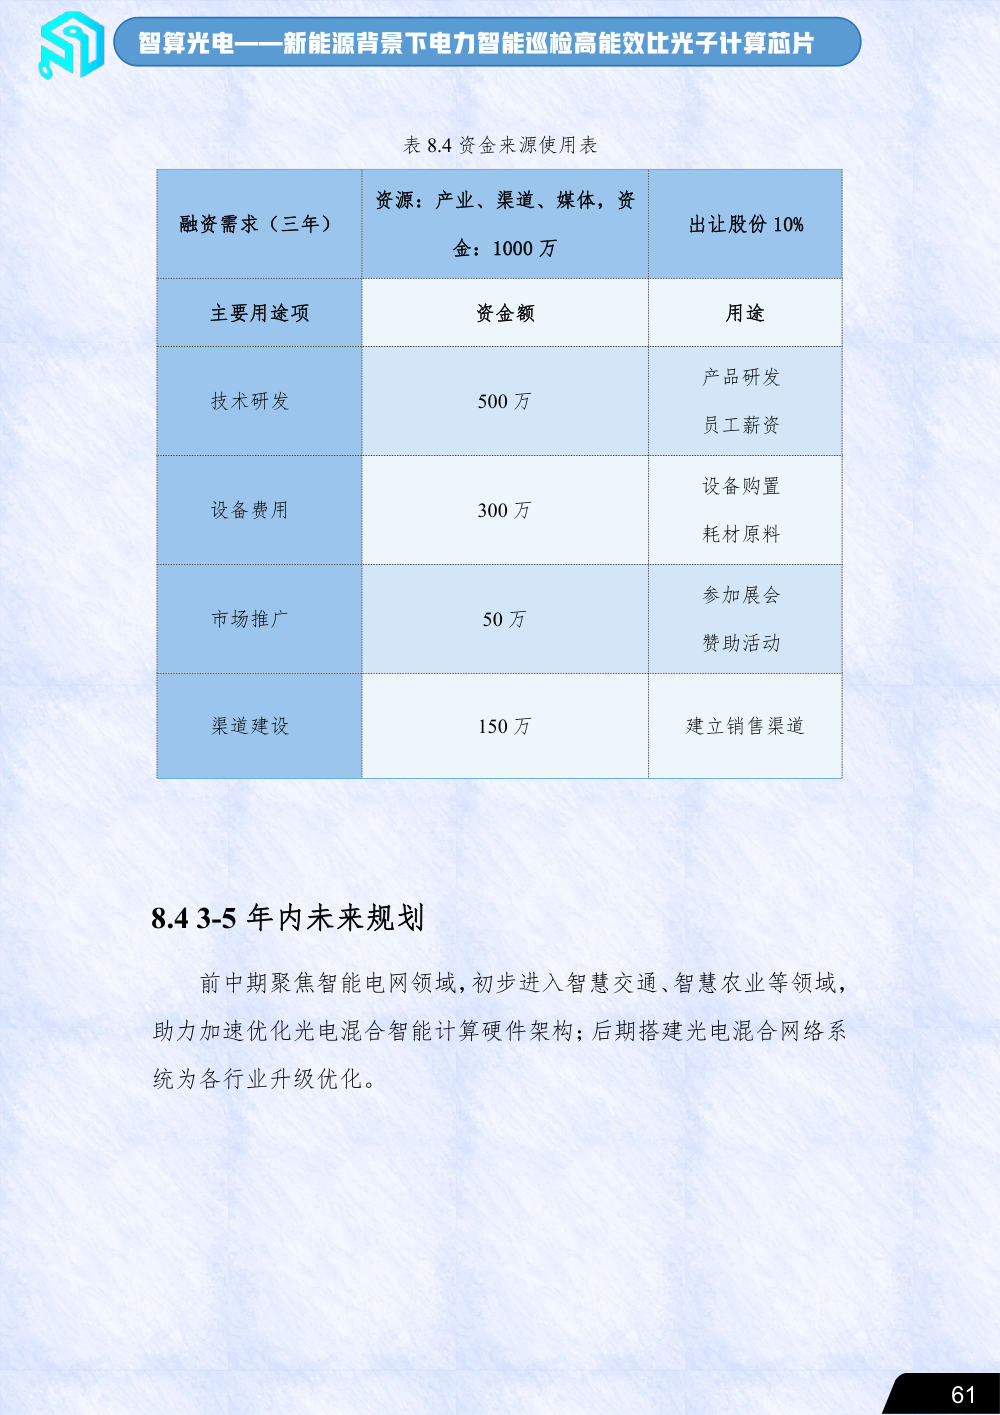 智算光电——新能源背景下电力智能巡检高能效比光子计算芯片
表 8.4 资金来源使用表
融资需求（三年）
资源：产业、渠道、媒体，资
金：1000 万
出让股份 10%
主要用途项
资金额
用途
技术研发
500 万
产品研发
员工薪资
设备费用
300 万
设备购置
耗材原料
市场推广
50 万
参加展会
赞助活动
渠道建设
150 万
建立销售渠道
8.4 3-5 年内未来规划
前中期聚焦智能电网领域，初步进入智慧交通、智慧农业等领域，
助力加速优化光电混合智能计算硬件架构；后期搭建光电混合网络系
统为各行业升级优化。
61